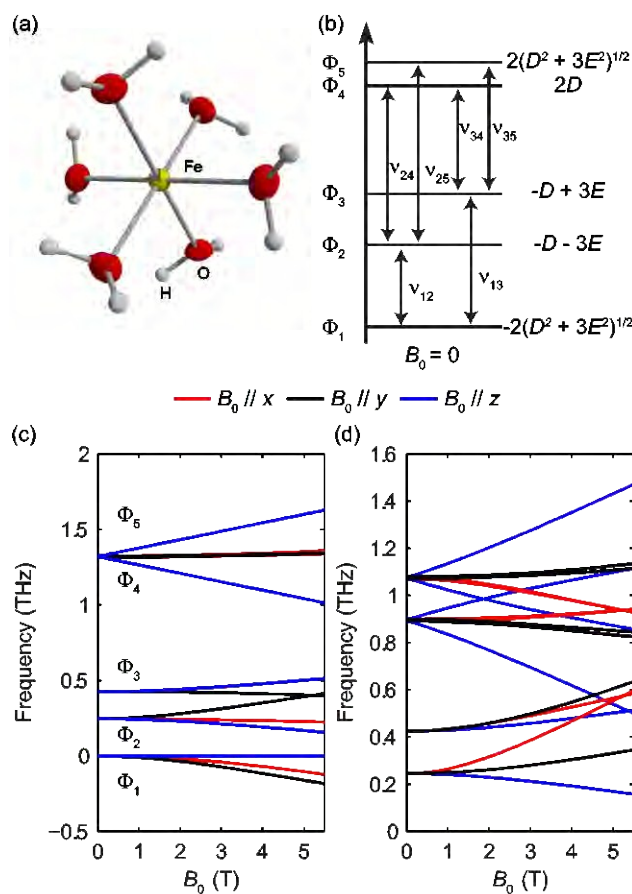 (a)
Fe
O
H
(b)
Φ5 2(D² + 3E²)^1/2
Φ4 2D
ν34 ν35
ν24
ν25
Φ3 -D + 3E
Φ2 -D - 3E
ν12 ν13
Φ1 -2(D² + 3E²)^1/2
B0 = 0
B0 // x B0 // y B0 // z
(c)
2
1.5
1
0.5
0
−0.5
Frequency (THz)
Φ5
Φ4
Φ3
Φ2
Φ1
0 1 2 3 4 5
B0 (T)
(d)
1.6
1.4
1.2
1
0.8
0.6
0.4
0.2
0
Frequency (THz)
0 1 2 3 4 5
B0 (T)